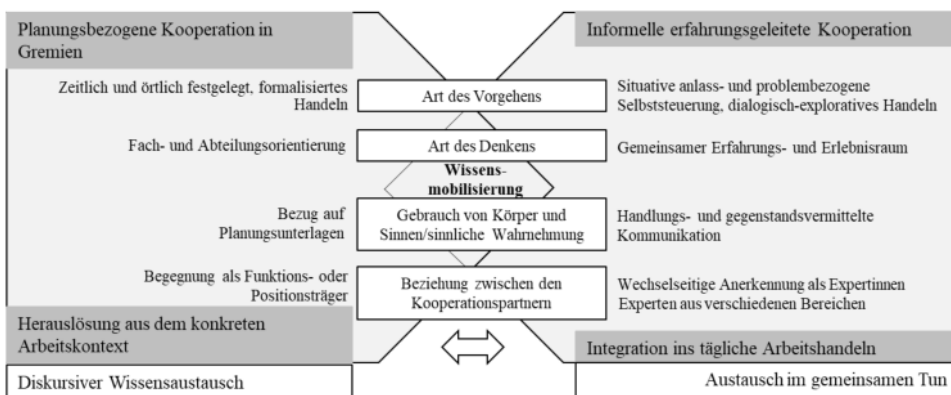 Planungsbezogene Kooperation in
Gremien
Informelle erfahrungsgeleitete Kooperation
Zeitlich und örtlich festgelegt, formalisiertes
Handeln
Art des Vorgehens
Situative anlass- und problembezogene
Selbststeuerung, dialogisch-exploratives Handeln
Fach- und Abteilungsorientierung
Art des Denkens
Gemeinsamer Erfahrungs- und Erlebnisraum
Wissens-
mobilisierung
Bezug auf
Planungsunterlagen
Gebrauch von Körper und
Sinnen/sinnliche Wahrnehmung
Handlungs- und gegenstandsvermittelte
Kommunikation
Begegnung als Funktions- oder
Positionsträger
Beziehung zwischen den
Kooperationspartnern
Wechselseitige Anerkennung als Expertinnen
Experten aus verschiedenen Bereichen
Herauslösung aus dem konkreten
Arbeitskontext
Integration ins tägliche Arbeitshandeln
Diskursiver Wissensaustausch
Austausch im gemeinsamen Tun